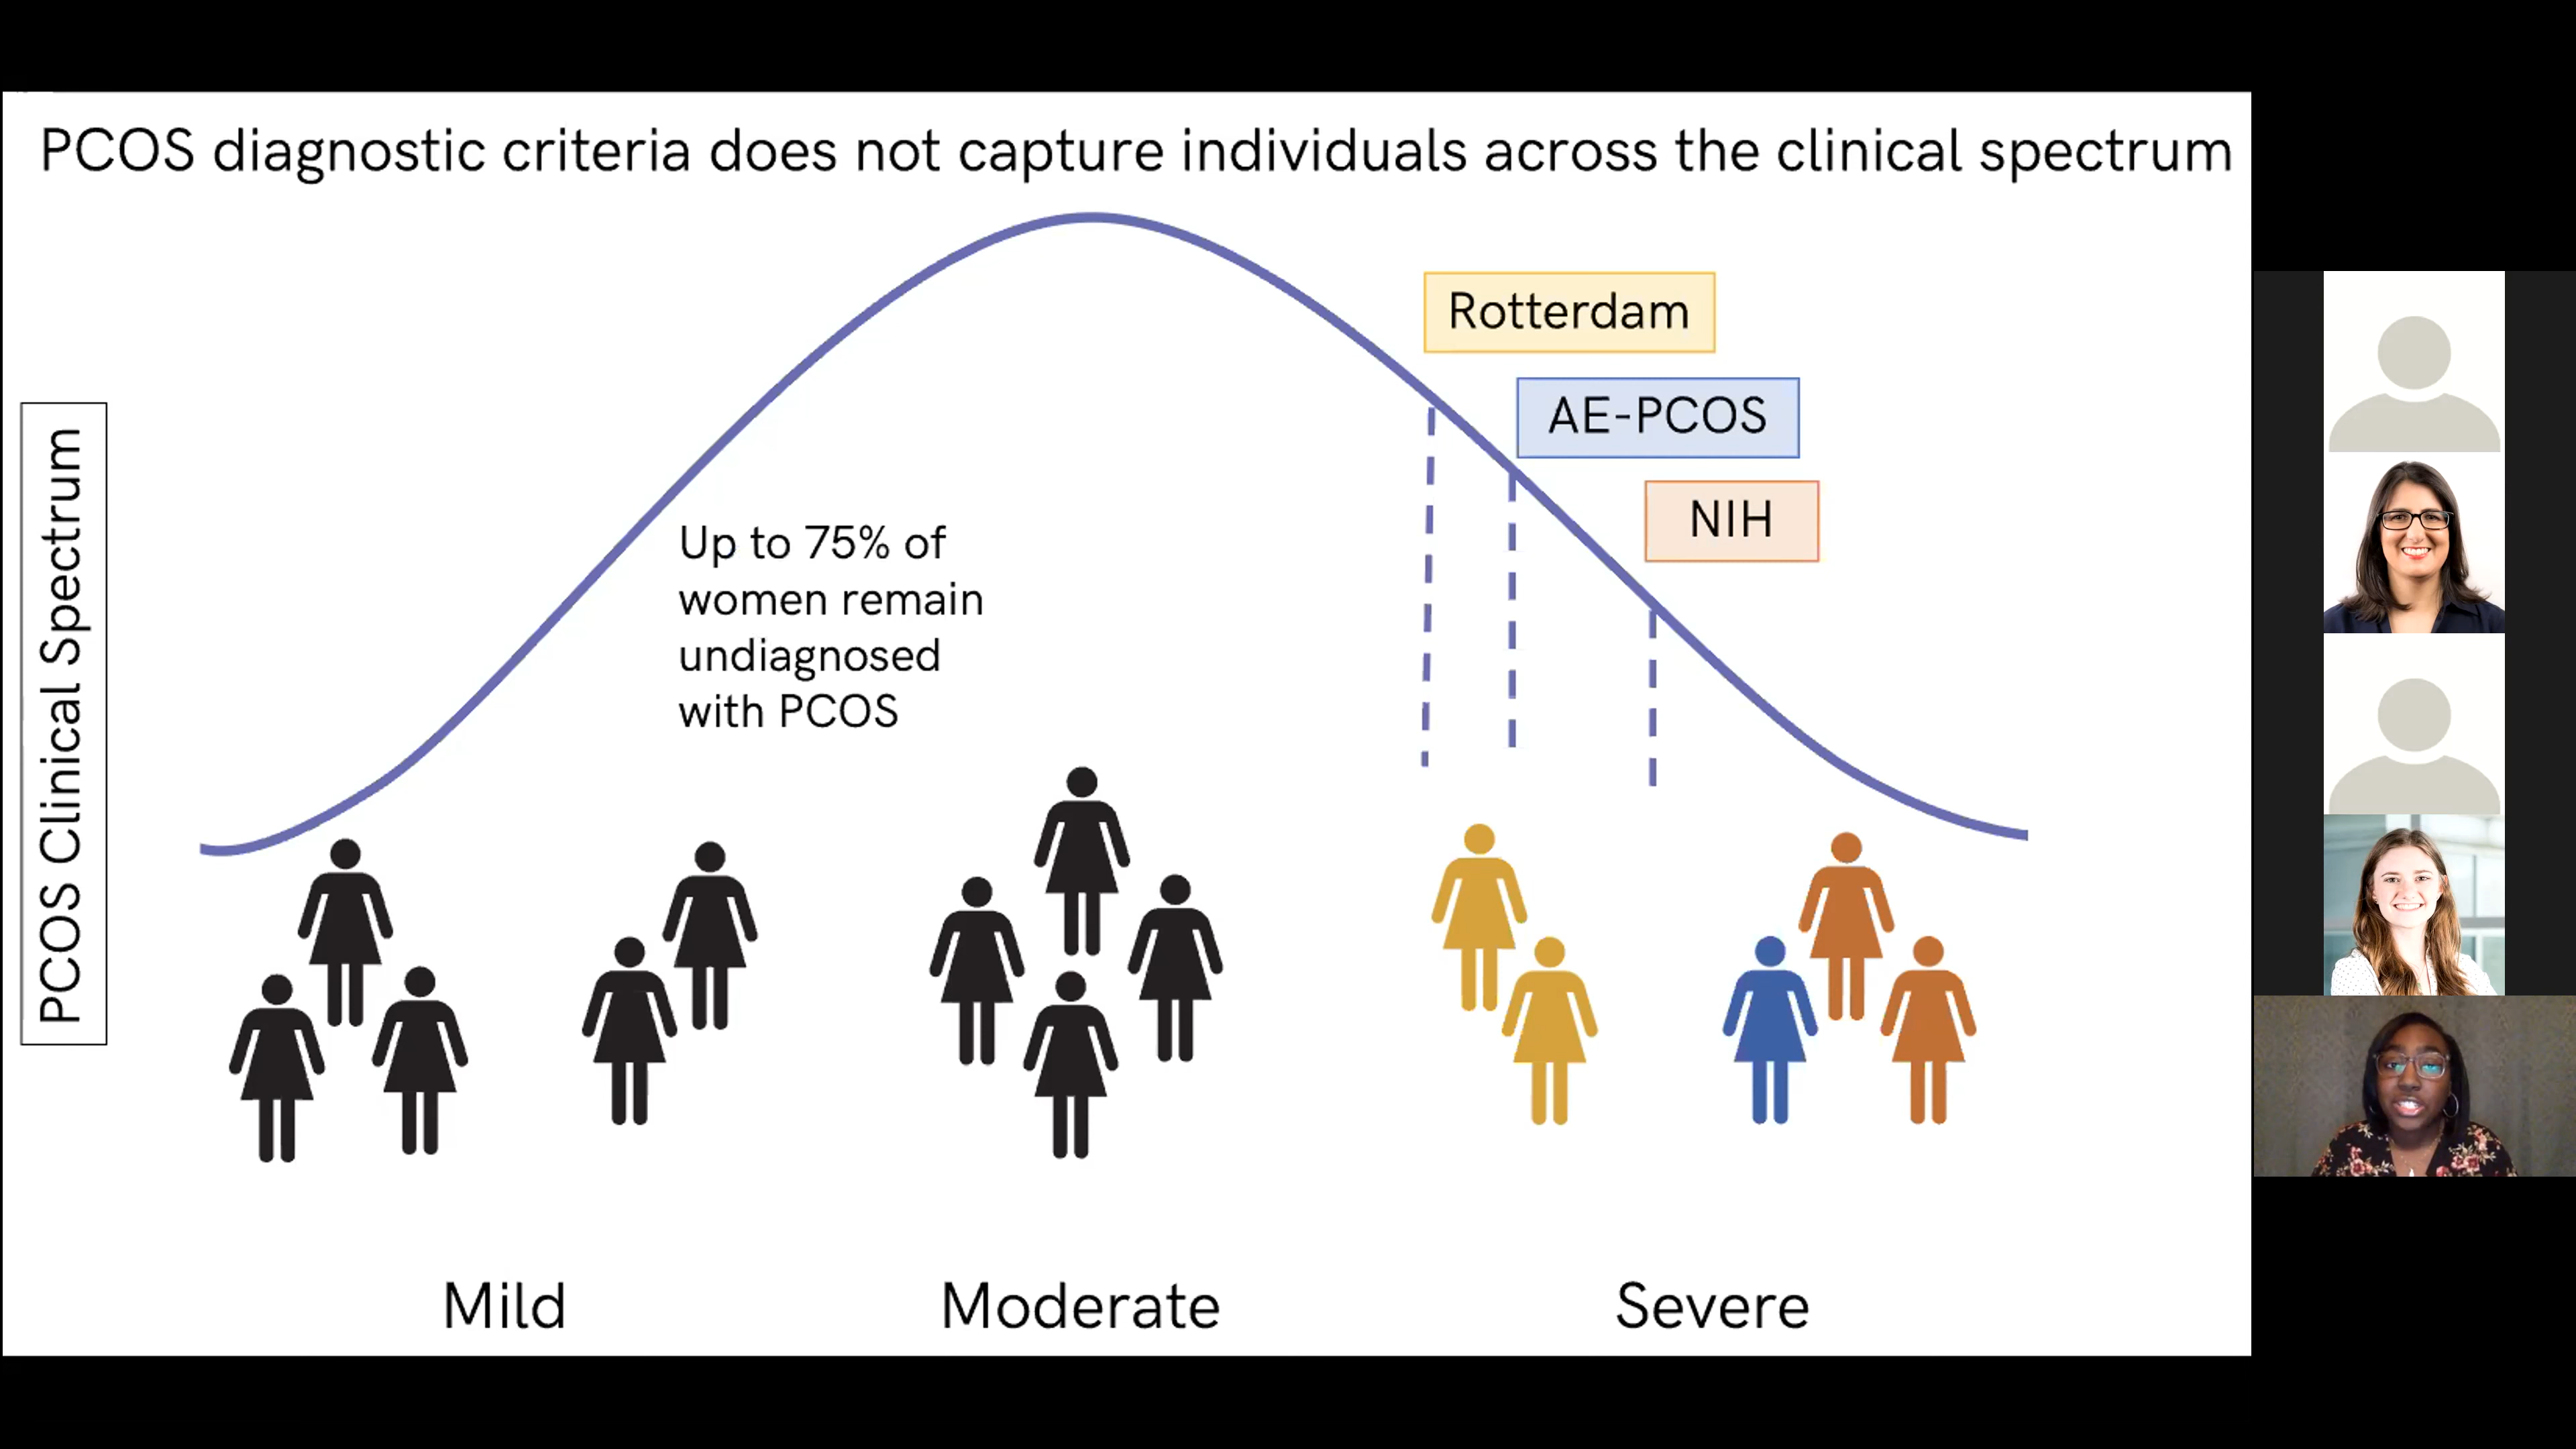 PCOS diagnostic criteria does not capture individuals across the clinical spectrum
PCOS Clinical Spectrum
Rotterdam
AE-PCOS
NIH
Up to 75% of
women remain
undiagnosed
with PCOS
Mild
Moderate
Severe